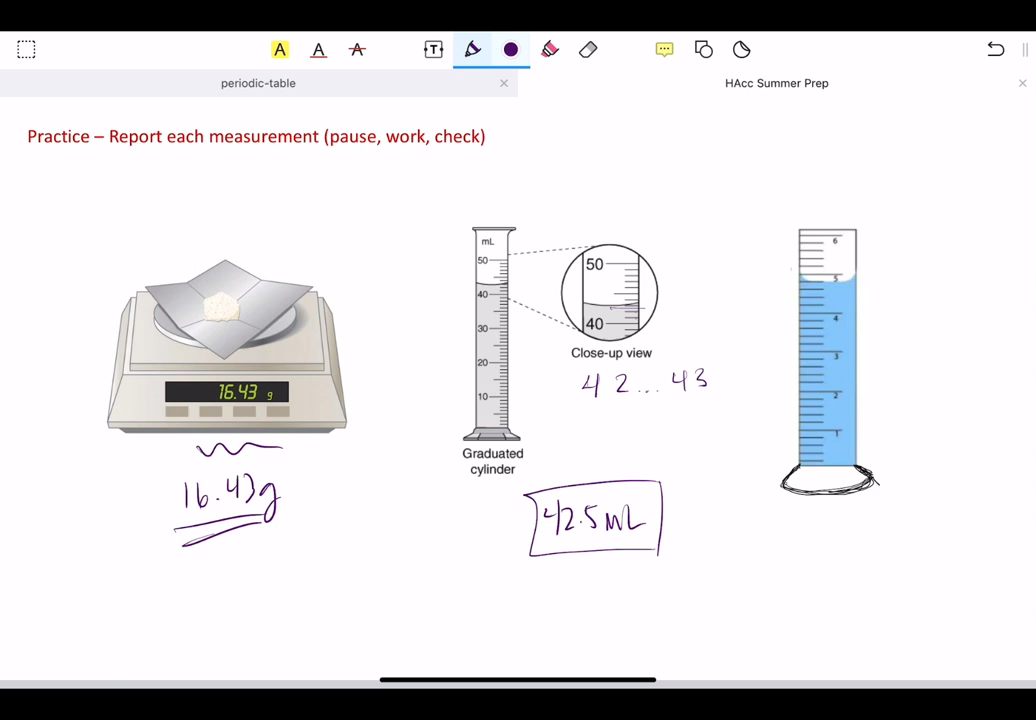 A A A T
periodic-table × HAcc Summer Prep ×
Practice – Report each measurement (pause, work, check)
16.43 g
16.43g
mL
50
40
30
20
10
Graduated
cylinder
50
40
Close-up view
42... 43
42.5 mL
6
5
4
3
2
1